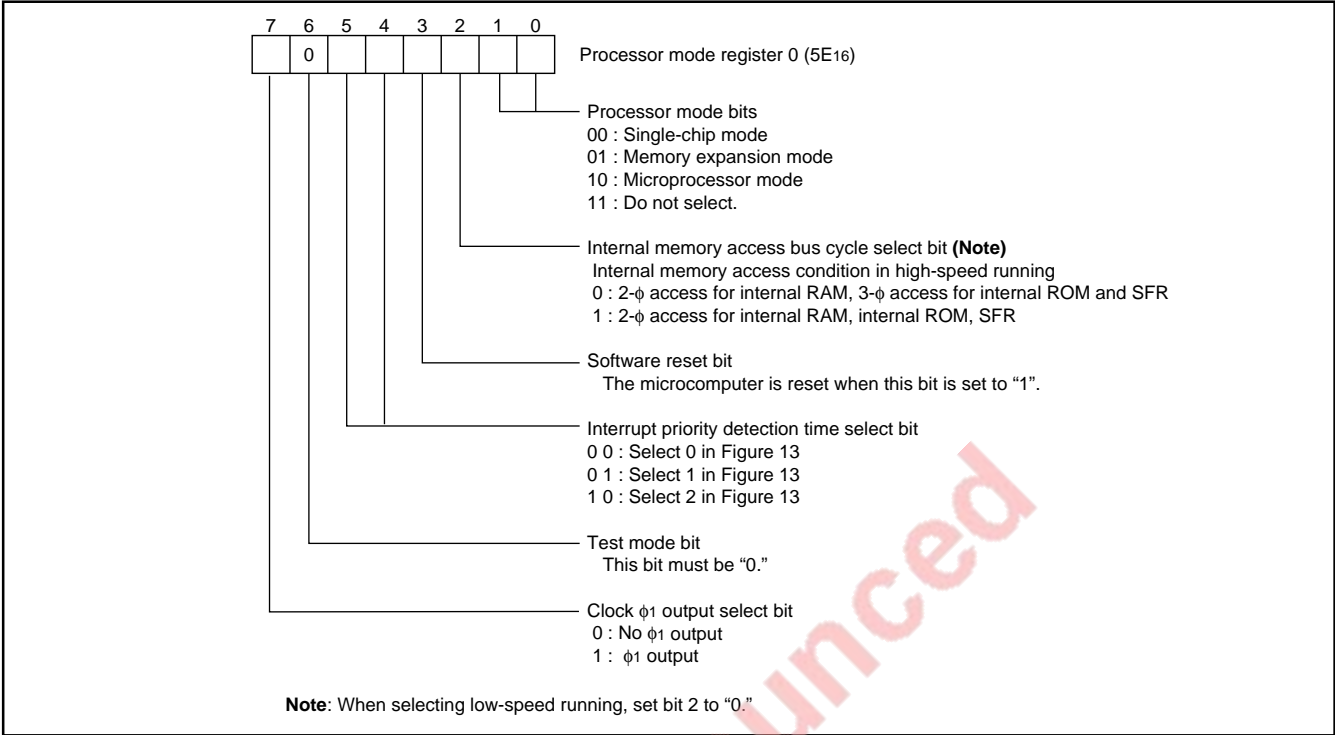 7 6 5 4 3 2 1 0
0
Processor mode register 0 (5E16)
Processor mode bits
00 : Single-chip mode
01 : Memory expansion mode
10 : Microprocessor mode
11 : Do not select.
Internal memory access bus cycle select bit (Note)
Internal memory access condition in high-speed running
0 : 2-ϕ access for internal RAM, 3-ϕ access for internal ROM and SFR
1 : 2-ϕ access for internal RAM, internal ROM, SFR
Software reset bit
The microcomputer is reset when this bit is set to “1”.
Interrupt priority detection time select bit
0 0 : Select 0 in Figure 13
0 1 : Select 1 in Figure 13
1 0 : Select 2 in Figure 13
Test mode bit
This bit must be “0.”
Clock ϕ1 output select bit
0 : No ϕ1 output
1 : ϕ1 output
Note: When selecting low-speed running, set bit 2 to “0.”
unced